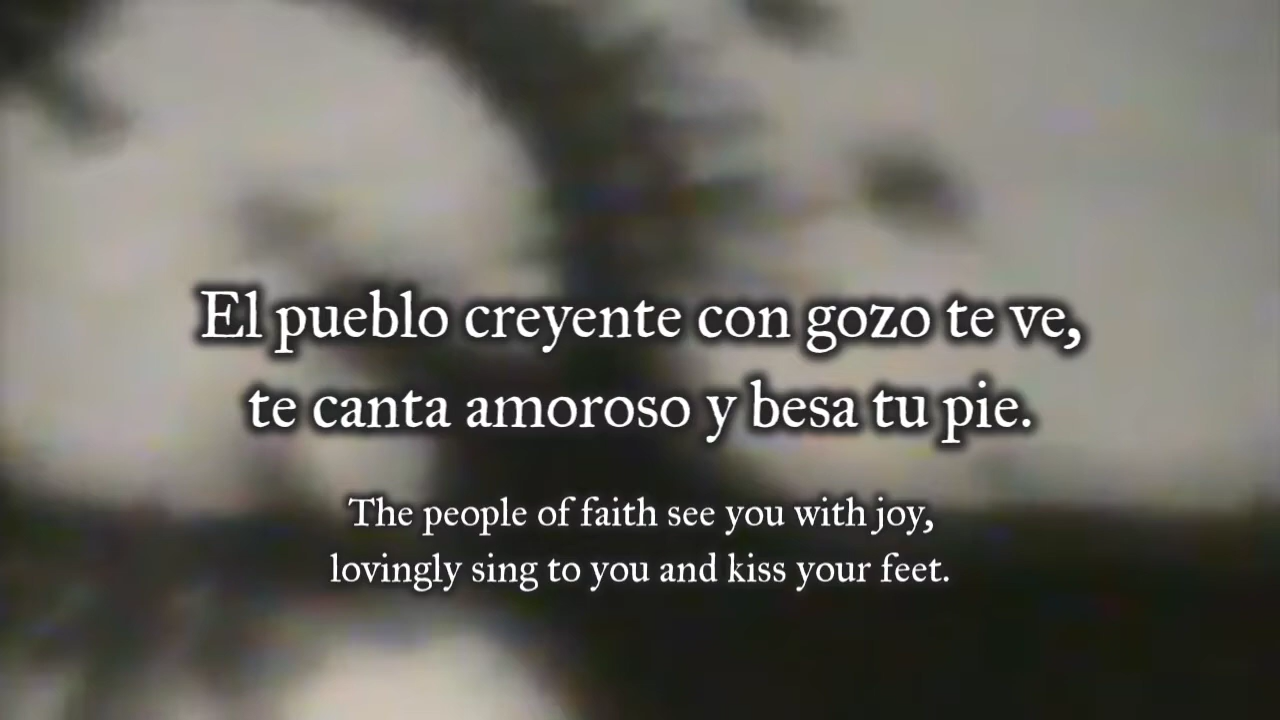 El pueblo creyente con gozo te ve,
te canta amoroso y besa tu pie.
The people of faith see you with joy,
lovingly sing to you and kiss your feet.